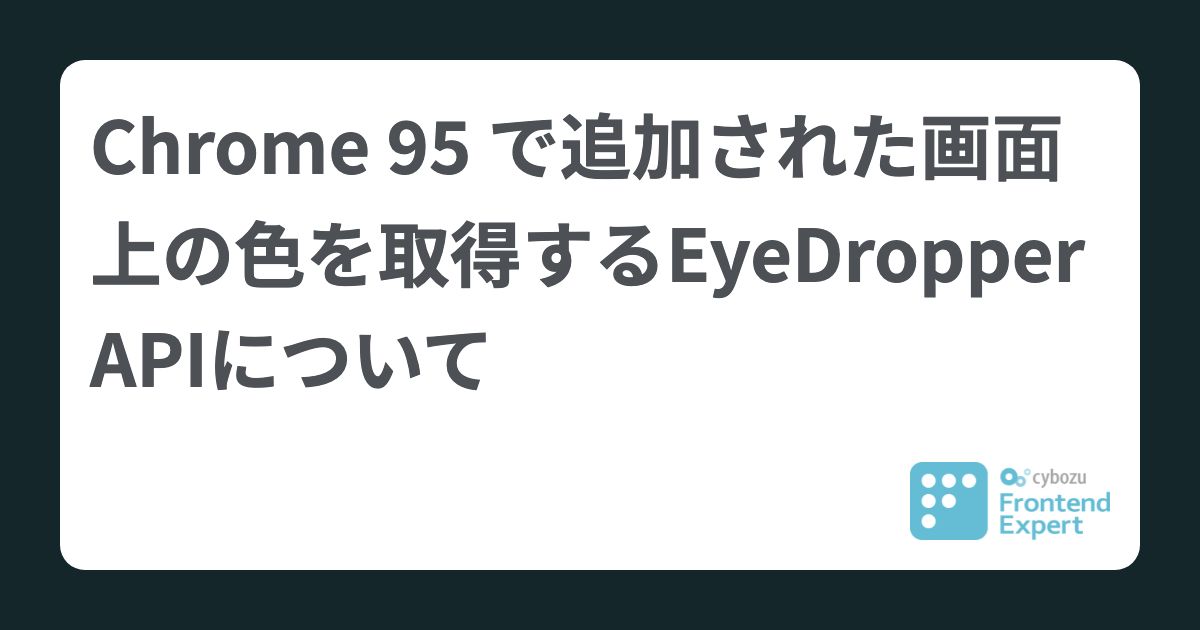 Chrome 95 で追加された画面
上の色を取得するEyeDropper
APIについて
cybozu
Frontend
Expert